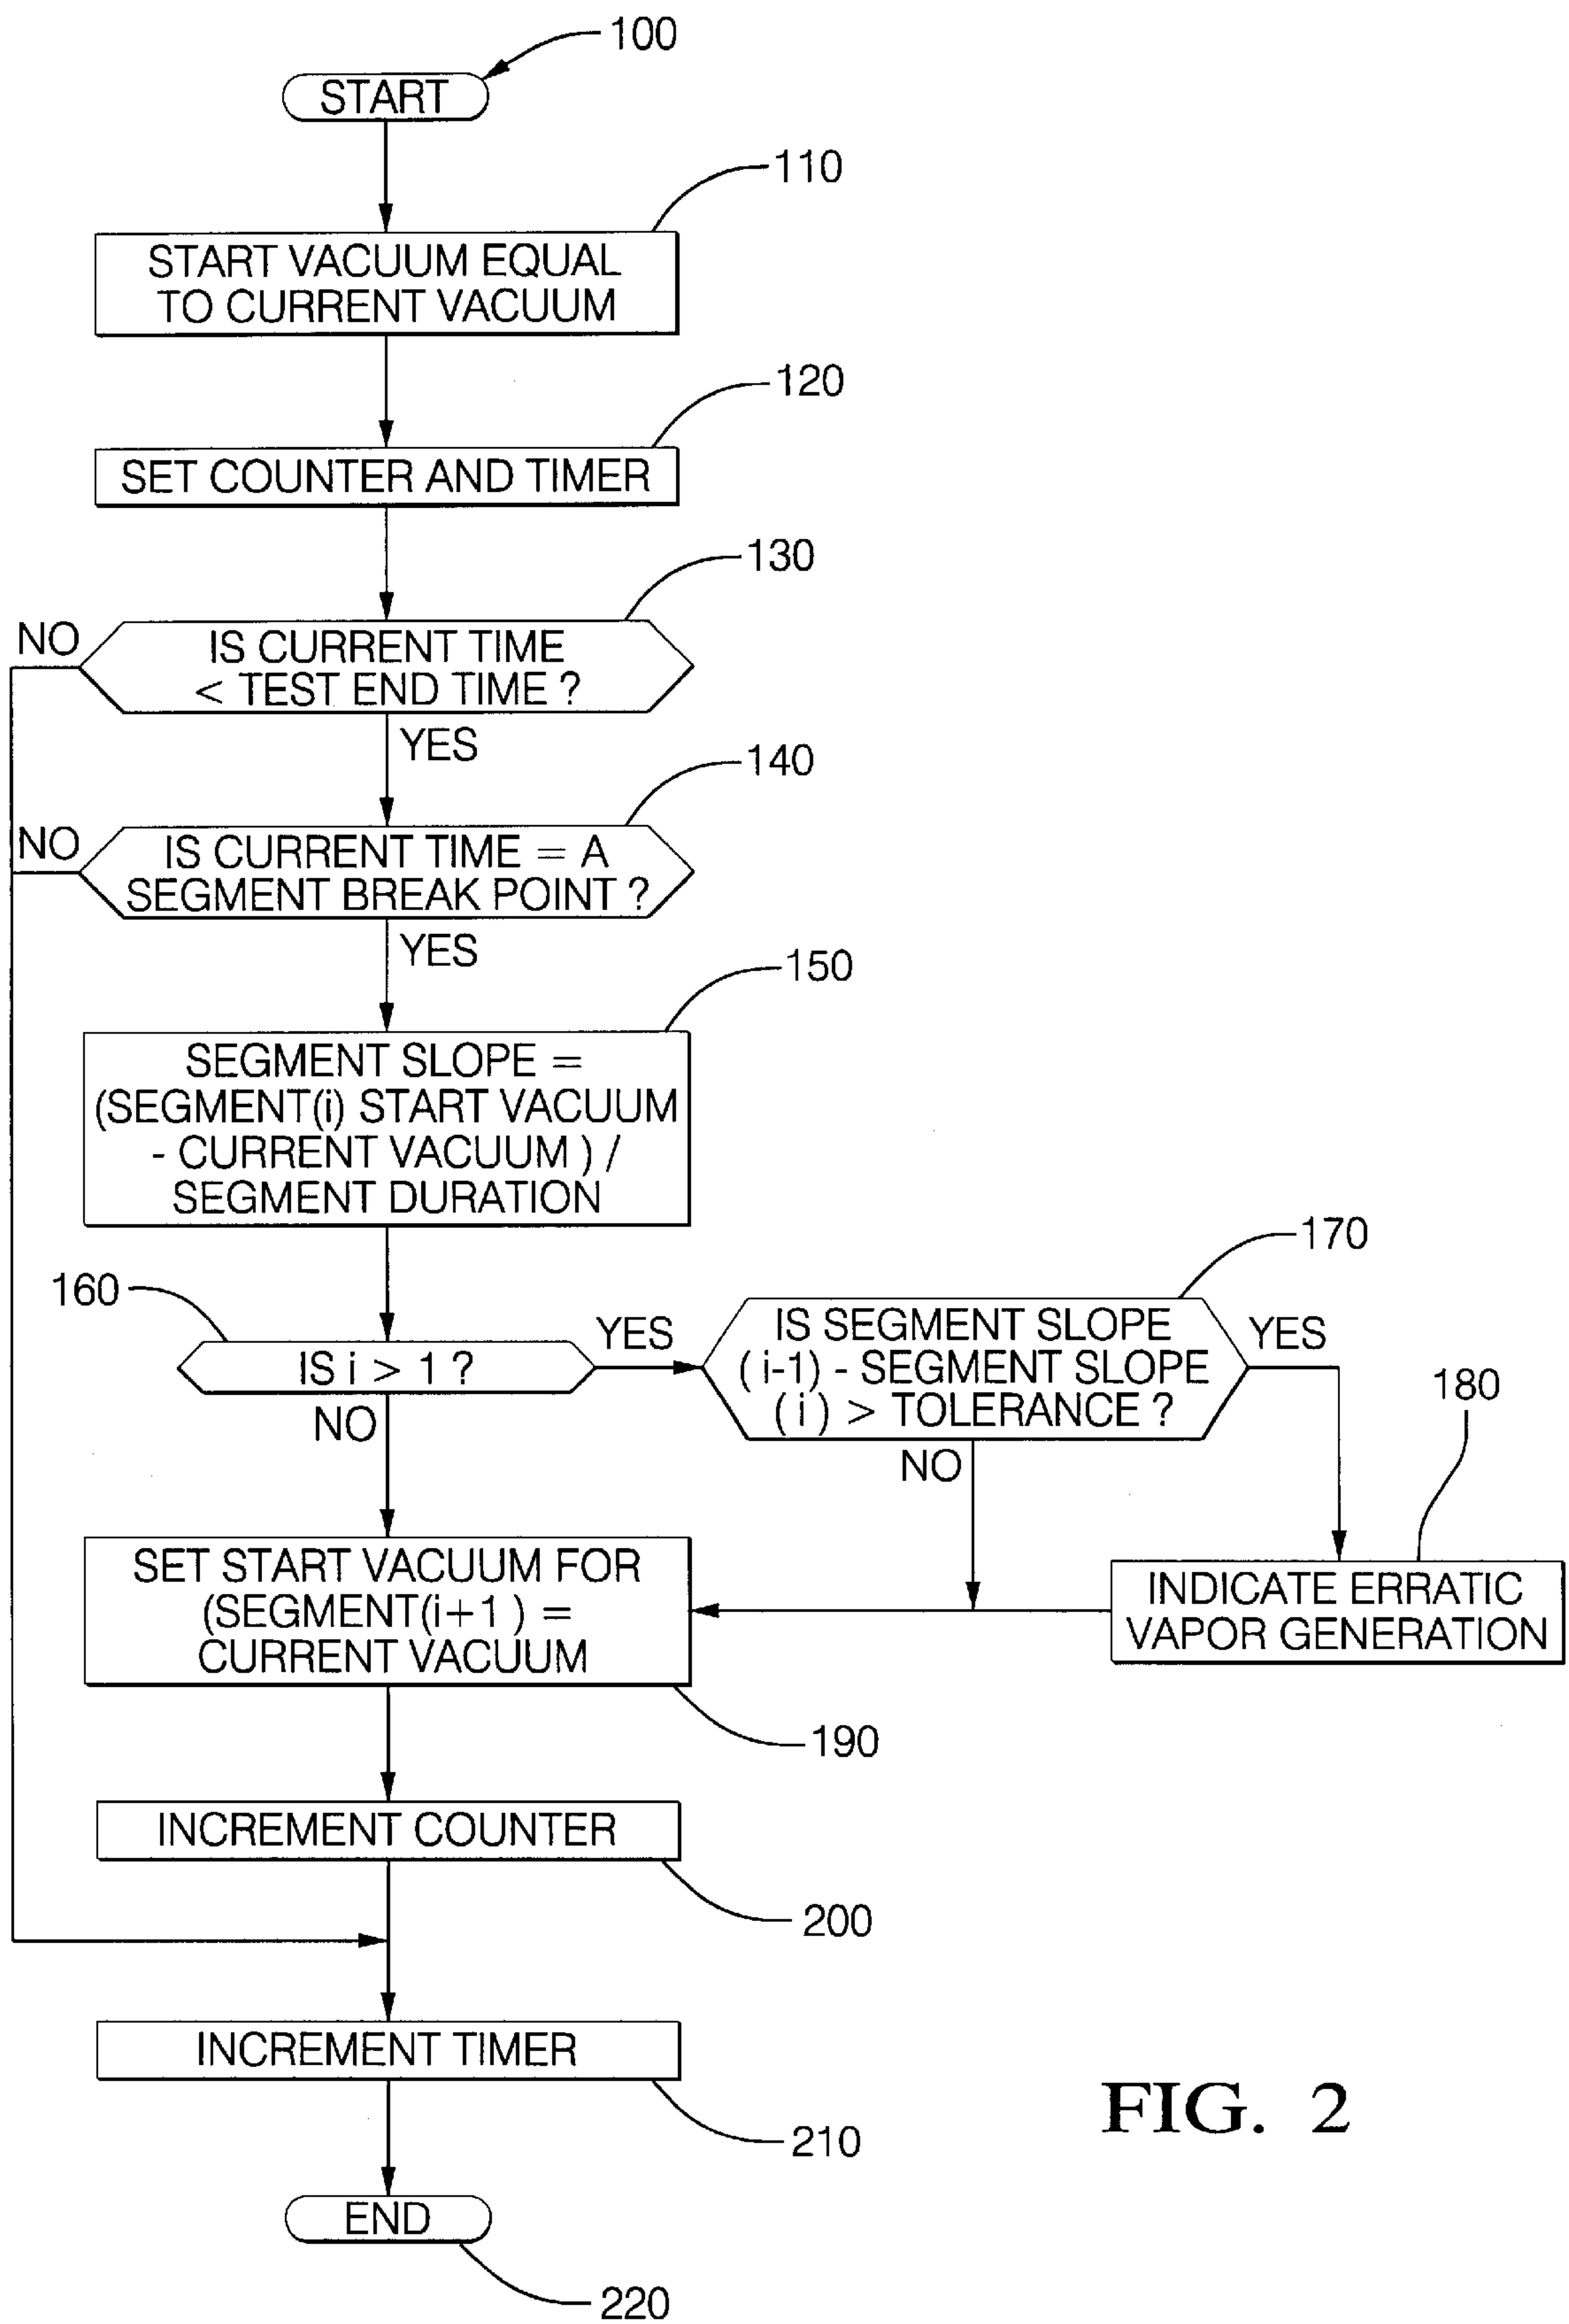 100
START
110
START VACUUM EQUAL
TO CURRENT VACUUM
120
SET COUNTER AND TIMER
130
NO
IS CURRENT TIME
< TEST END TIME ?
YES
140
NO
IS CURRENT TIME = A
SEGMENT BREAK POINT ?
YES
150
SEGMENT SLOPE =
(SEGMENT(i) START VACUUM
- CURRENT VACUUM ) /
SEGMENT DURATION
160
IS i > 1 ?
YES
NO
170
IS SEGMENT SLOPE
( i-1) - SEGMENT SLOPE
( i ) > TOLERANCE ?
YES
NO
180
INDICATE ERRATIC
VAPOR GENERATION
SET START VACUUM FOR
(SEGMENT(i+1 ) =
CURRENT VACUUM
190
INCREMENT COUNTER
200
INCREMENT TIMER
210
END
220
FIG. 2